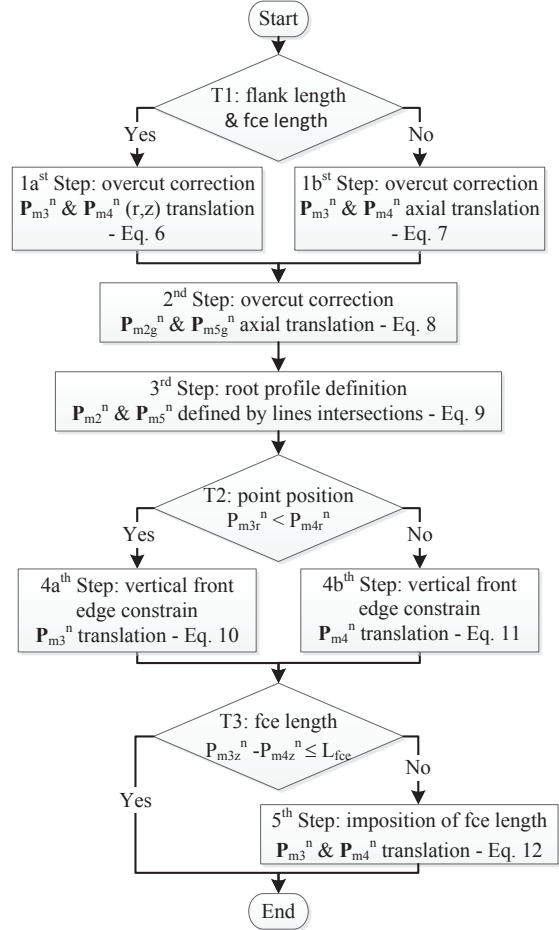 Start
T1: flank length
& fce length
Yes
No
1a^st Step: overcut correction
P_m3^n & P_m4^n (r,z) translation
- Eq. 6
1b^st Step: overcut correction
P_m3^n & P_m4^n axial translation
- Eq. 7
2^nd Step: overcut correction
P_m2g^n & P_m5g^n axial translation - Eq. 8
3^rd Step: root profile definition
P_m2^n & P_m5^n defined by lines intersections - Eq. 9
T2: point position
P_m3r^n < P_m4r^n
Yes
No
4a^th Step: vertical front
edge constrain
P_m3^n translation - Eq. 10
4b^th Step: vertical front
edge constrain
P_m4^n translation - Eq. 11
T3: fce length
P_m3z^n -P_m4z^n ≤ L_fce
Yes
No
5^th Step: imposition of fce length
P_m3^n & P_m4^n translation - Eq. 12
End